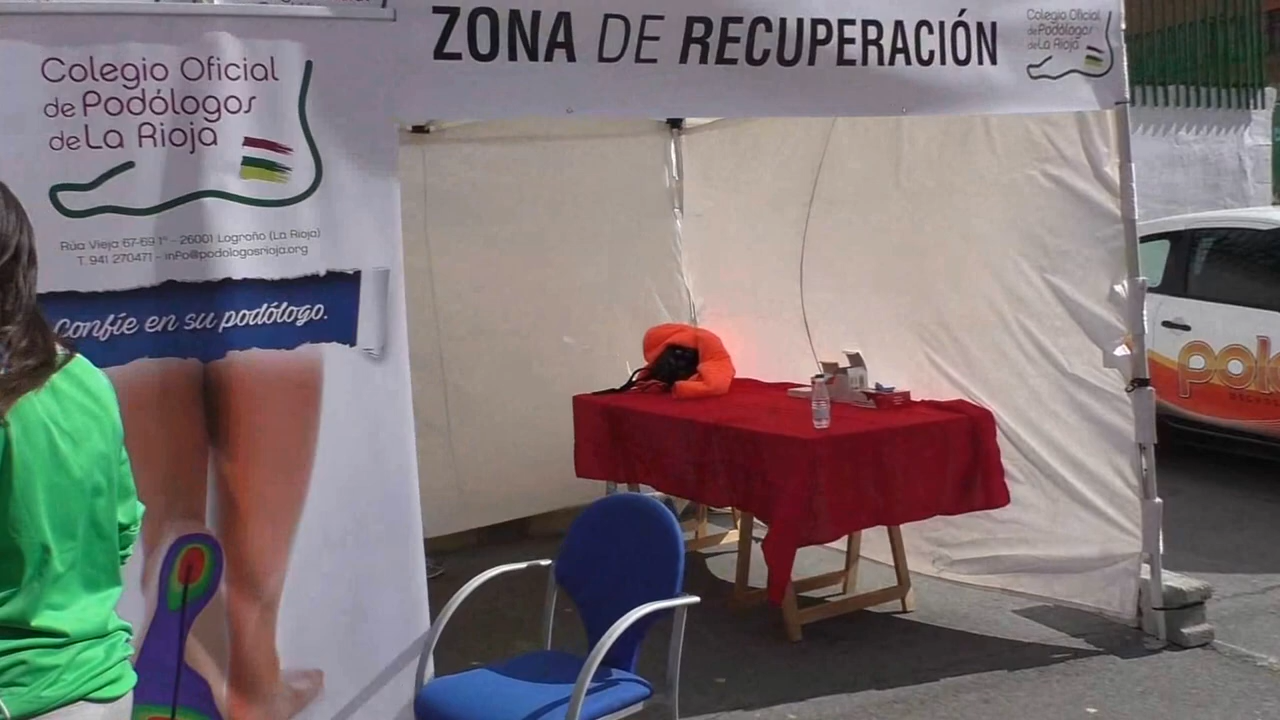 Colegio Oficial
de Podólogos
de La Rioja
Rúa Vieja 67-69 1º - 26001 Logroño (La Rioja)
T. 941 270471 - info@podologosrioja.org
Confíe en su podólogo.
ZONA DE RECUPERACIÓN
Colegio Oficial
de Podólogos
de La Rioja